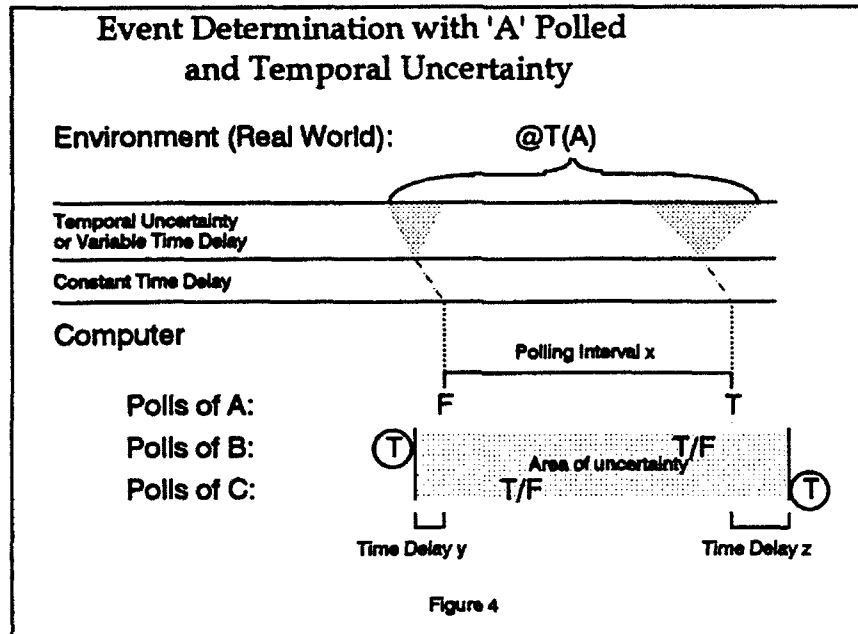 Event Determination with 'A' Polled
and Temporal Uncertainty
Environment (Real World): @T(A)
Temporal Uncertainty
or Variable Time Delay
Constant Time Delay
Computer
Polling Interval x
Polls of A: F T
Polls of B: T T/F
Area of uncertainty
Polls of C: T/F T
Time Delay y Time Delay z
Figure 4